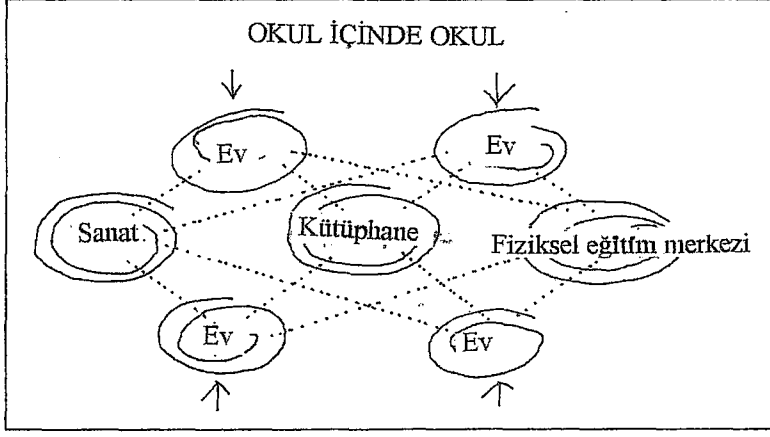 OKUL İÇİNDE OKUL
Ev
Ev
Sanat
Kütüphane
Fiziksel eğitim merkezi
Ev
Ev